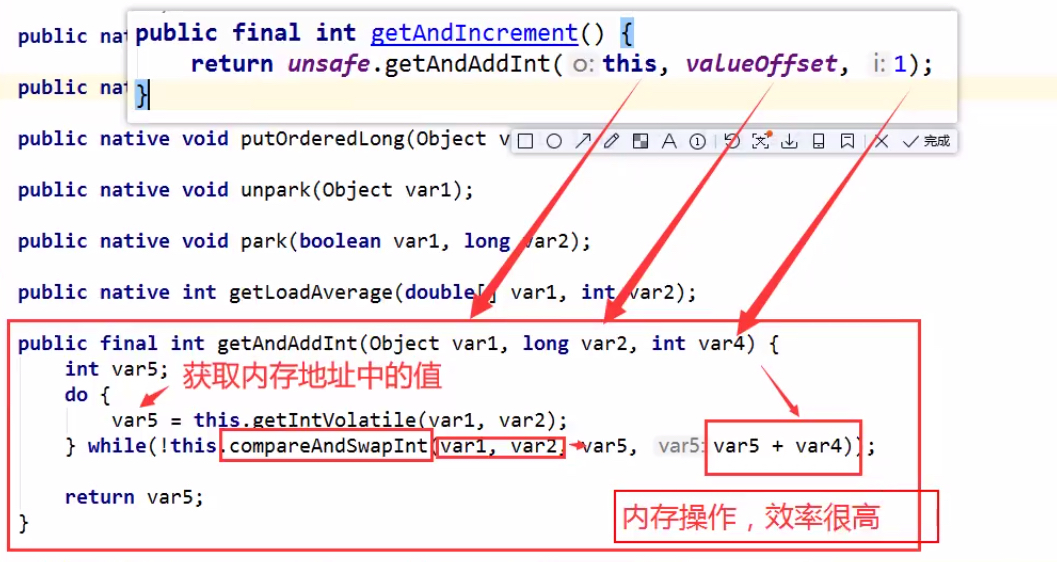 public nat
public final int getAndIncrement() {
return unsafe.getAndAddInt( o: this, valueOffset, i: 1);
}
public nat
public native void putOrderedLong(Object v
完成
public native void unpark(Object var1);
public native void park(boolean var1, long var2);
public native int getLoadAverage(double[] var1, int var2);
public final int getAndAddInt(Object var1, long var2, int var4) {
int var5;
获取内存地址中的值
do {
var5 = this.getIntVolatile(var1, var2);
} while(!this.compareAndSwapInt(var1, var2, var5, var5: var5 + var4));
return var5;
内存操作，效率很高
}